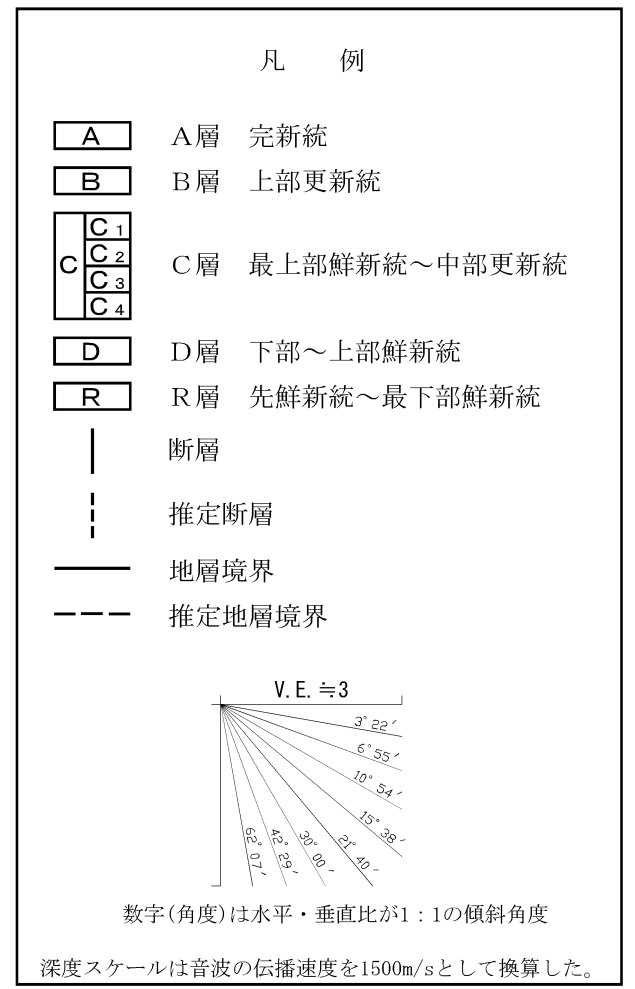 凡 例
A A層 完新統
B B層 上部更新統
C C1 C2 C3 C4 C層 最上部鮮新統～中部更新統
D D層 下部～上部鮮新統
R R層 先鮮新統～最下部鮮新統
断層
推定断層
地層境界
推定地層境界
V.E.≒3
3°22′
6°55′
10°54′
15°38′
21°40′
30°00′
42°29′
62°07′
数字(角度)は水平・垂直比が1：1の傾斜角度
深度スケールは音波の伝播速度を1500m/sとして換算した。